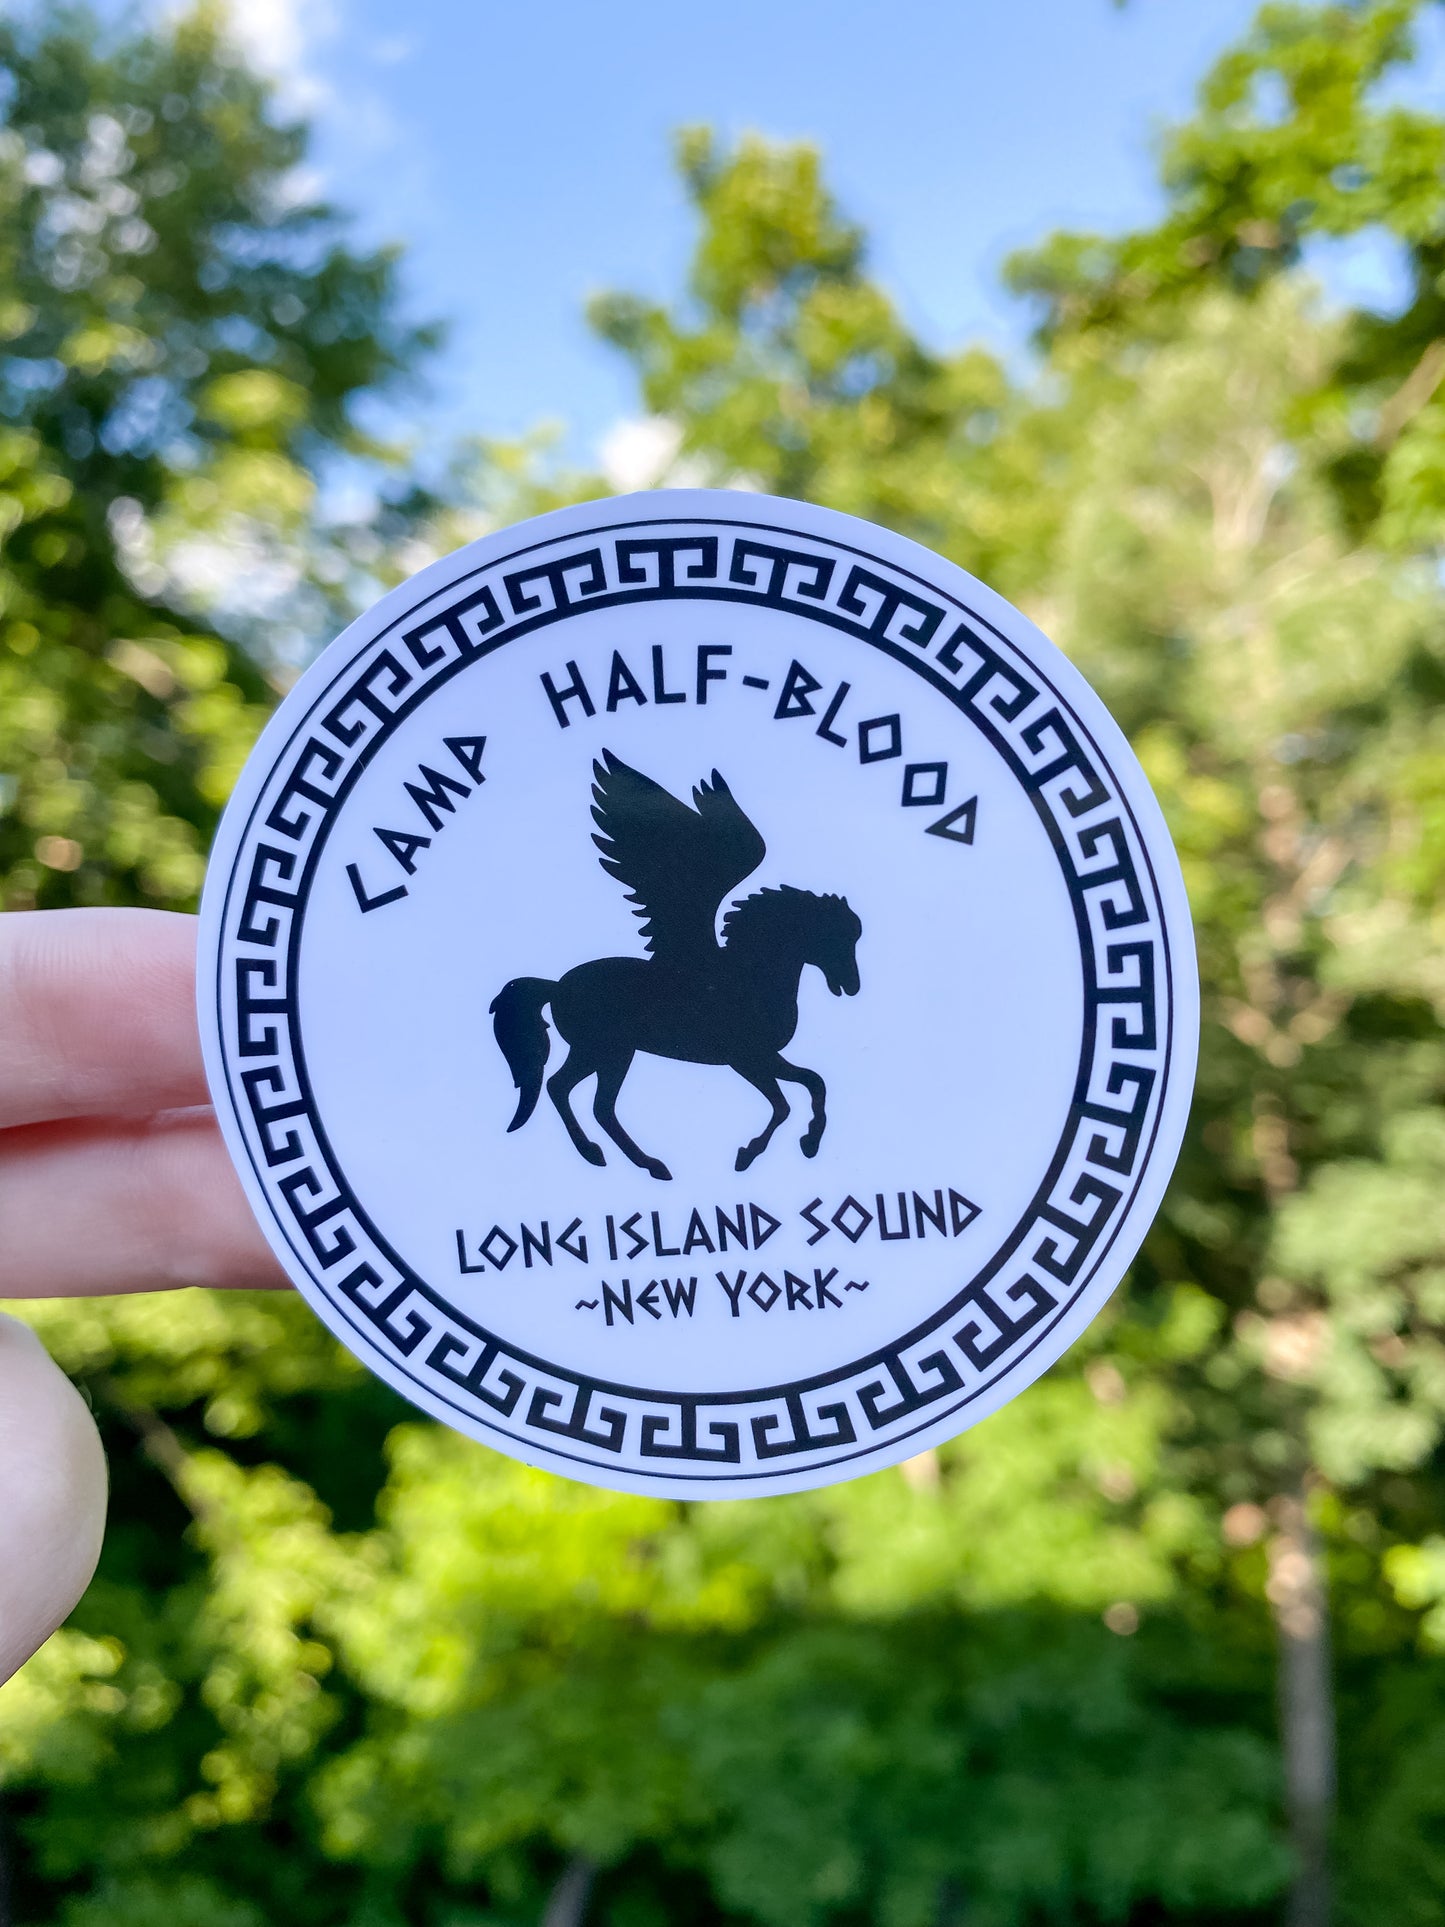 CAMP HALF-BLOOD
LONG ISLAND SOUND
~NEW YORK~